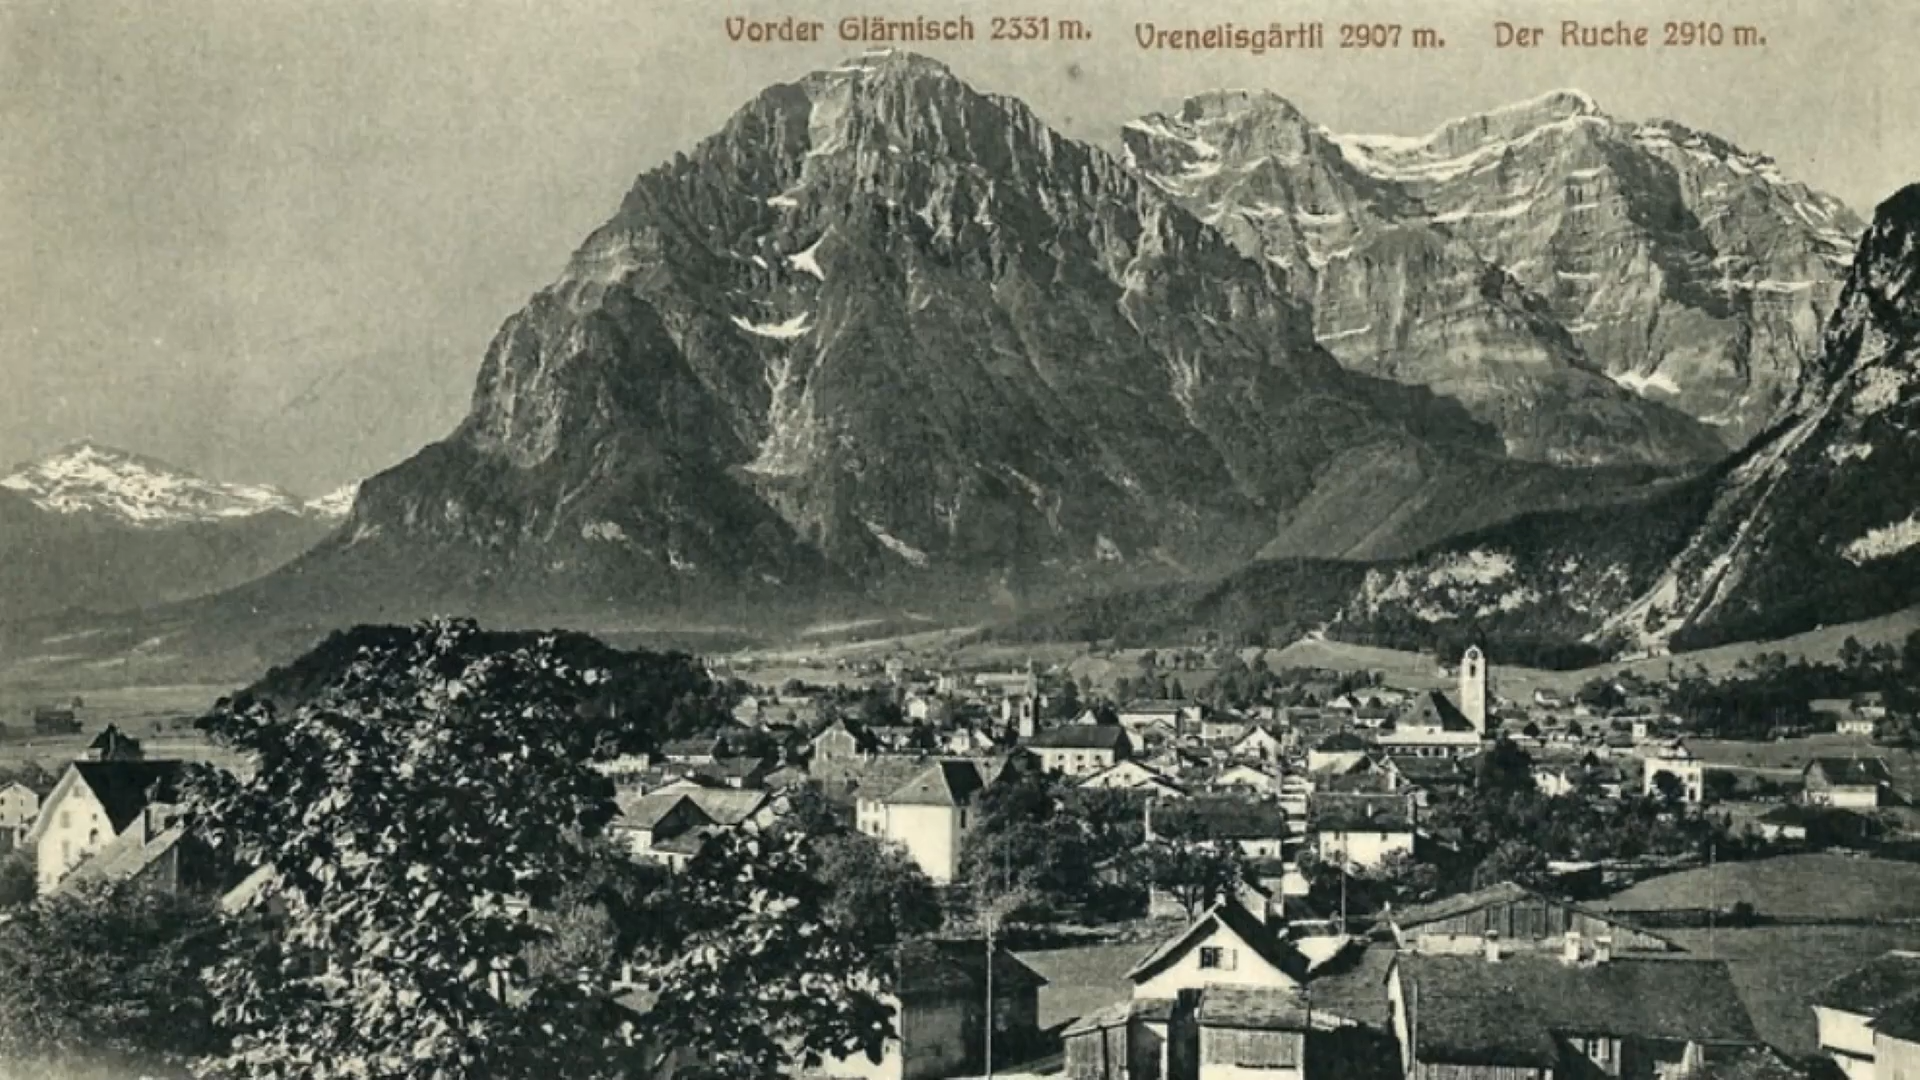 Vorder Glärnisch 2331 m. Vrenelisgärtli 2907 m. Der Ruche 2910 m.